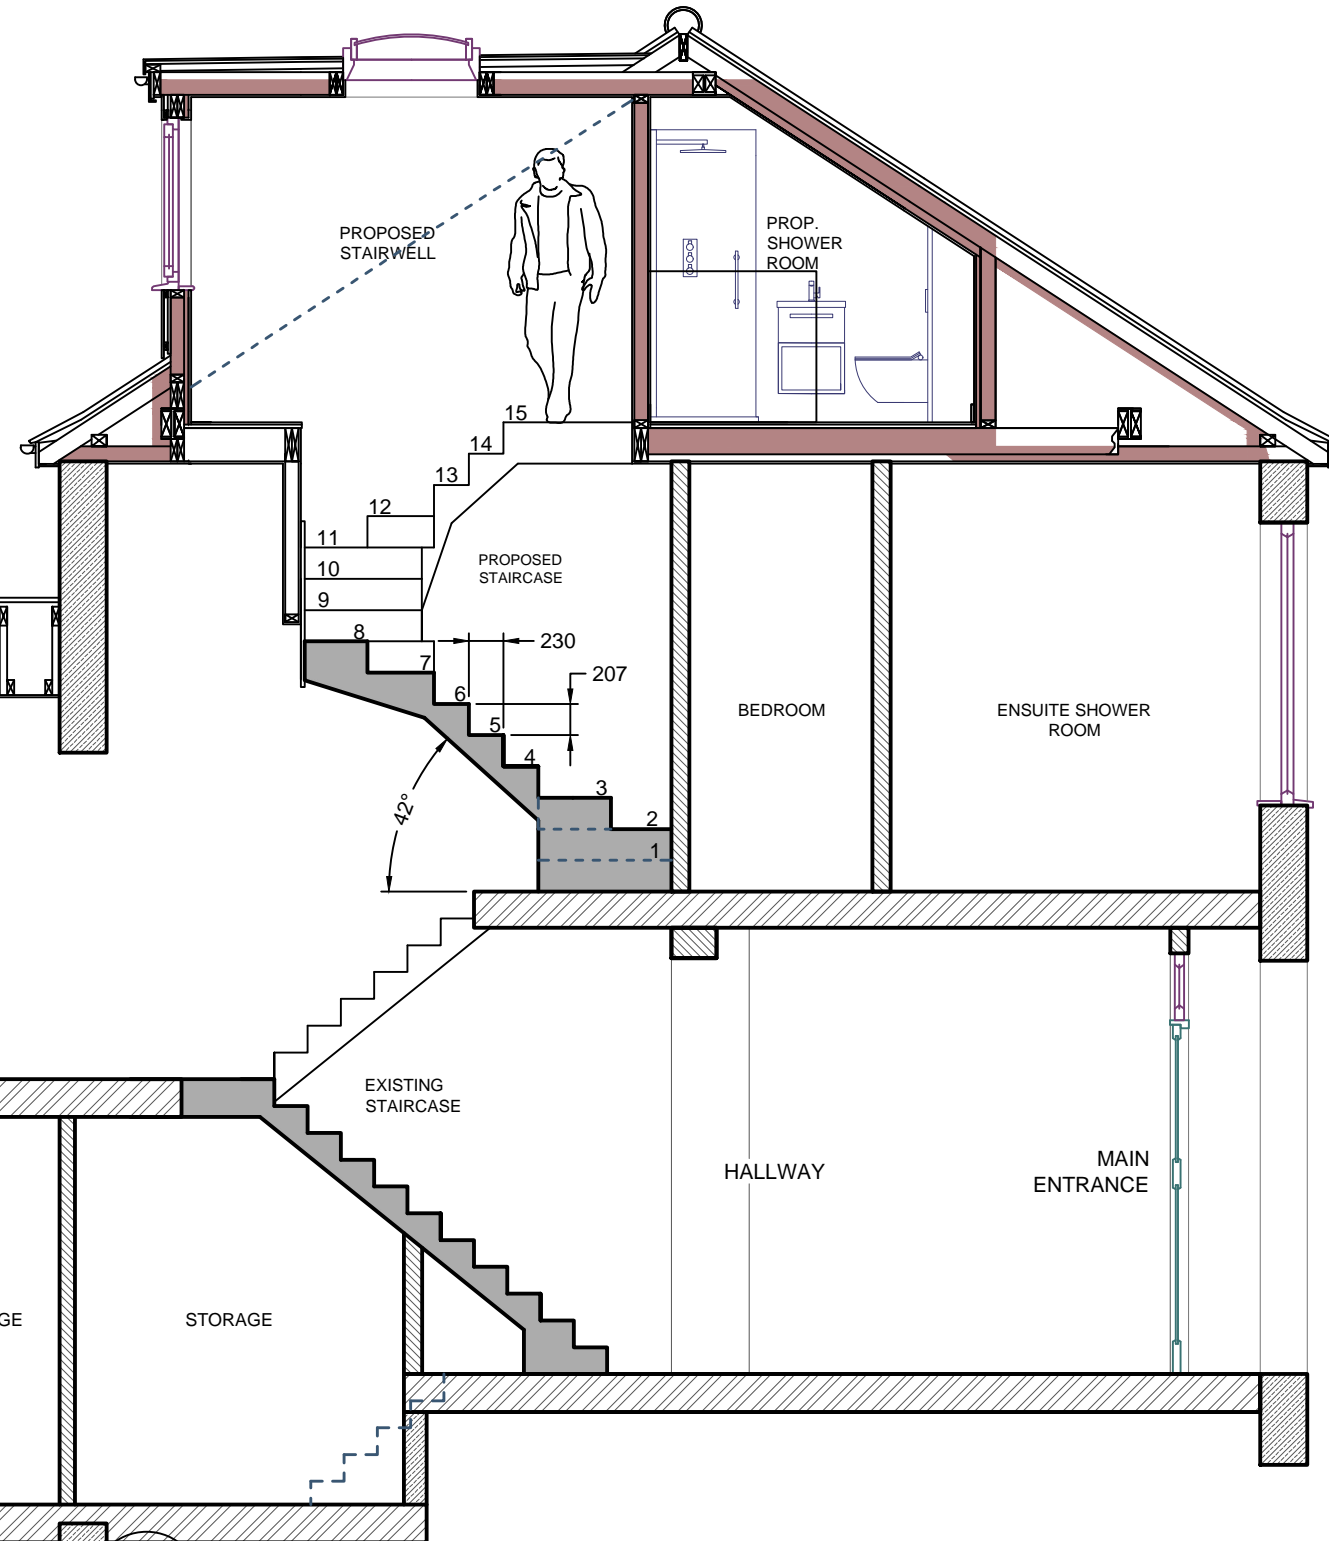 PROPOSED
STAIRWELL
PROP.
SHOWER
ROOM
15
14
13
12
11
10
9
8
7
6
5
4
3
2
1
PROPOSED
STAIRCASE
230
207
42°
BEDROOM
ENSUITE SHOWER
ROOM
EXISTING
STAIRCASE
HALLWAY
MAIN
ENTRANCE
GE
STORAGE